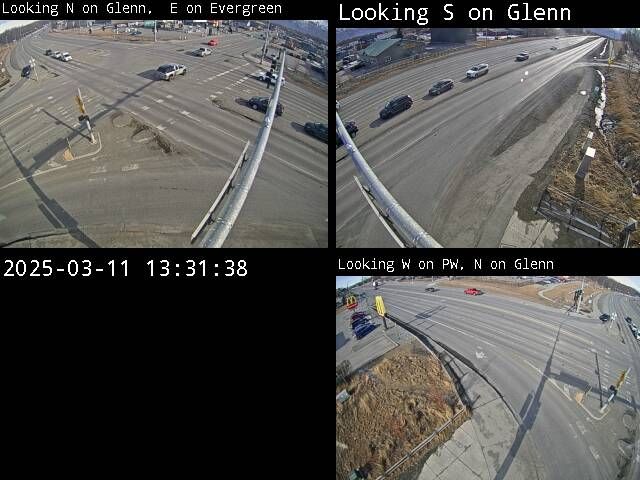 Looking N on Glenn,  E on Evergreen
Looking S on Glenn
2025-03-11 13:31:38
Looking W on PW, N on Glenn